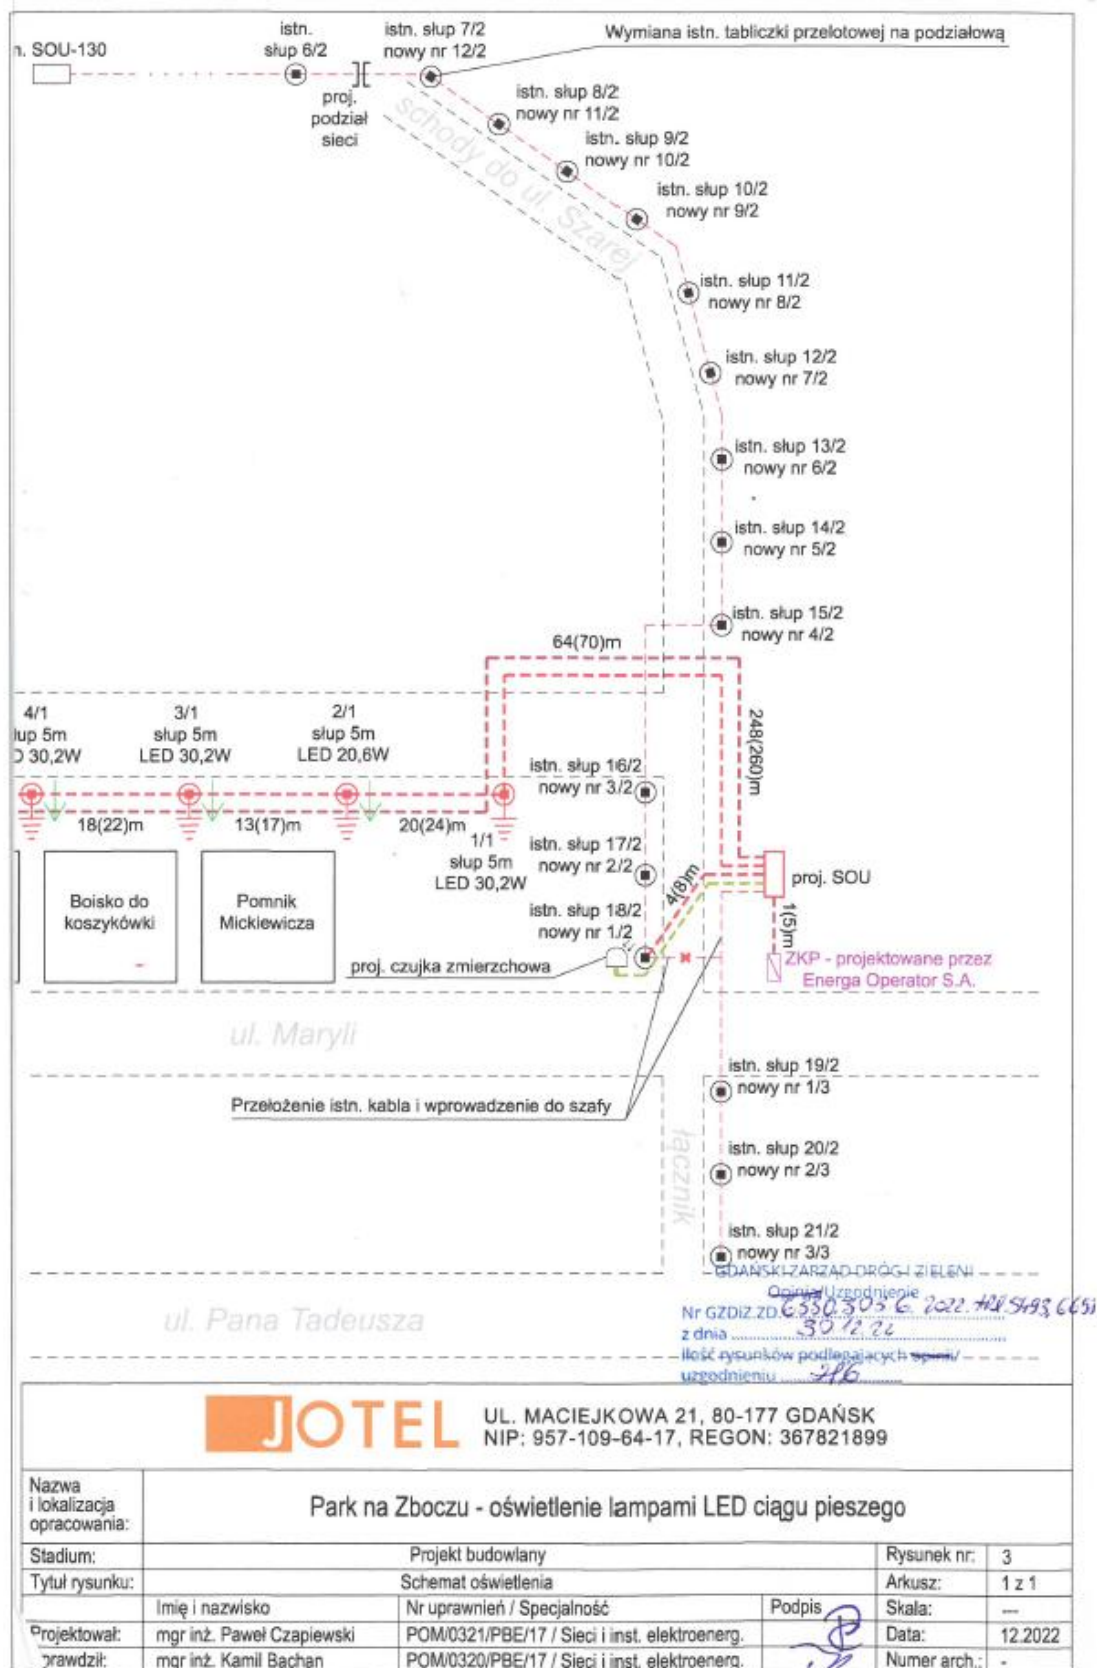 n. SOU-130
istn.
słup 6/2
istn. słup 7/2
nowy nr 12/2
Wymiana istn. tabliczki przelotowej na podziałową
proj.
podział
sieci
istn. słup 8/2
nowy nr 11/2
istn. słup 9/2
nowy nr 10/2
istn. słup 10/2
nowy nr 9/2
schody do ul. Szarej
istn. słup 11/2
nowy nr 8/2
istn. słup 12/2
nowy nr 7/2
istn. słup 13/2
nowy nr 6/2
istn. słup 14/2
nowy nr 5/2
istn. słup 15/2
nowy nr 4/2
64(70)m
248(260)m
4/1
łup 5m
D 30,2W
3/1
słup 5m
LED 30,2W
2/1
słup 5m
LED 20,6W
istn. słup 16/2
nowy nr 3/2
18(22)m
13(17)m
20(24)m
1/1
słup 5m
LED 30,2W
istn. słup 17/2
nowy nr 2/2
4(8)m
proj. SOU
Boisko do
koszykówki
Pomnik
Mickiewicza
istn. słup 18/2
nowy nr 1/2
1(5)m
proj. czujka zmierzchowa
ZKP - projektowane przez
Energa Operator S.A.
ul. Maryli
istn. słup 19/2
nowy nr 1/3
Przełożenie istn. kabla i wprowadzenie do szafy
łącznik
istn. słup 20/2
nowy nr 2/3
istn. słup 21/2
nowy nr 3/3
GDAŃSKI ZARZĄD DRÓG I ZIELENI
Opinia/Uzgodnienie
ul. Pana Tadeusza
Nr GZDiZ.ZD.
z dnia 30.12.22
ilość rysunków podlegających opinii/
uzgodnieniu
JOTEL
UL. MACIEJKOWA 21, 80-177 GDAŃSK
NIP: 957-109-64-17, REGON: 367821899
Nazwa
i lokalizacja
opracowania:
Park na Zboczu - oświetlenie lampami LED ciągu pieszego
Stadium: Projekt budowlany Rysunek nr: 3
Tytuł rysunku: Schemat oświetlenia Arkusz: 1 z 1
Imię i nazwisko Nr uprawnień / Specjalność Podpis Skala: ---
Projektował: mgr inż. Paweł Czapiewski POM/0321/PBE/17 / Sieci i inst. elektroenerg. Data: 12.2022
prawdził: mgr inż. Kamil Bachan POM/0320/PBE/17 / Sieci i inst. elektroenerg. Numer arch.: -